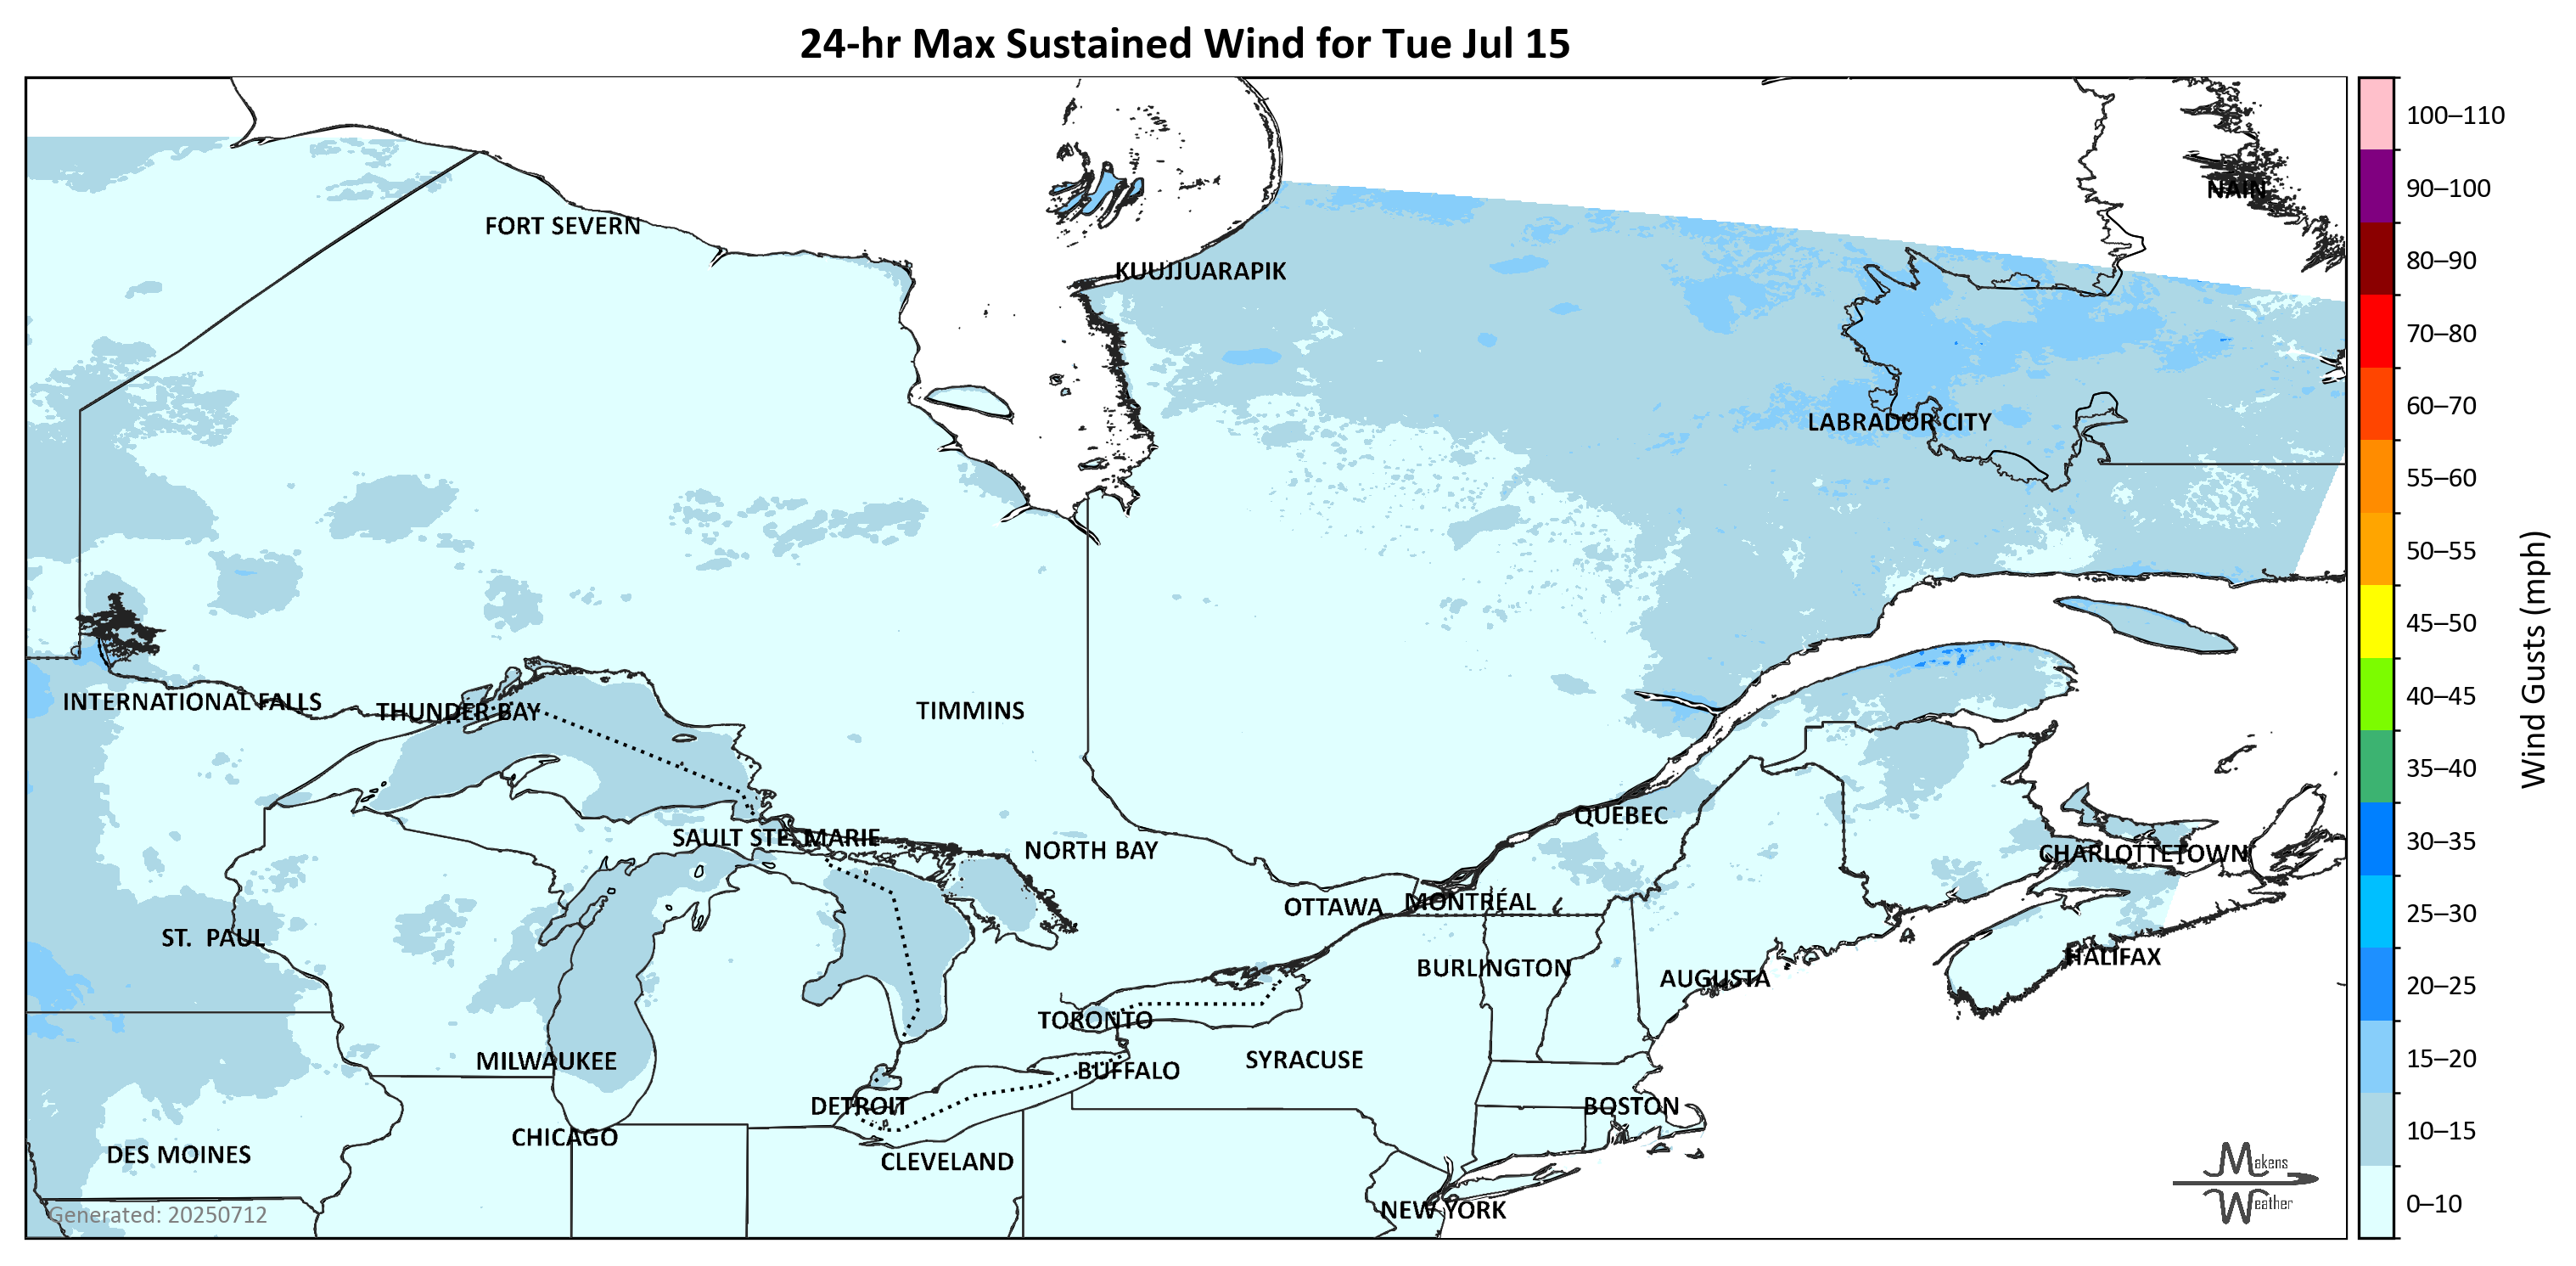 24-hr Max Sustained Wind for Tue Jul 15
100–110
90–100
NAIN
FORT SEVERN
80–90
KUUJJUARAPIK
70–80
60–70
LABRADOR CITY
55–60
50–55
45–50
Wind Gusts (mph)
40–45
INTERNATIONAL FALLS
THUNDER BAY
TIMMINS
35–40
QUEBEC
30–35
SAULT STE. MARIE
NORTH BAY
CHARLOTTETOWN
OTTAWA
MONTRÉAL
25–30
ST. PAUL
HALIFAX
BURLINGTON
AUGUSTA
20–25
TORONTO
MILWAUKEE
SYRACUSE
15–20
BUFFALO
DETROIT
BOSTON
CHICAGO
10–15
DES MOINES
CLEVELAND
Makens
Weather
0–10
Generated: 20250712
NEW YORK